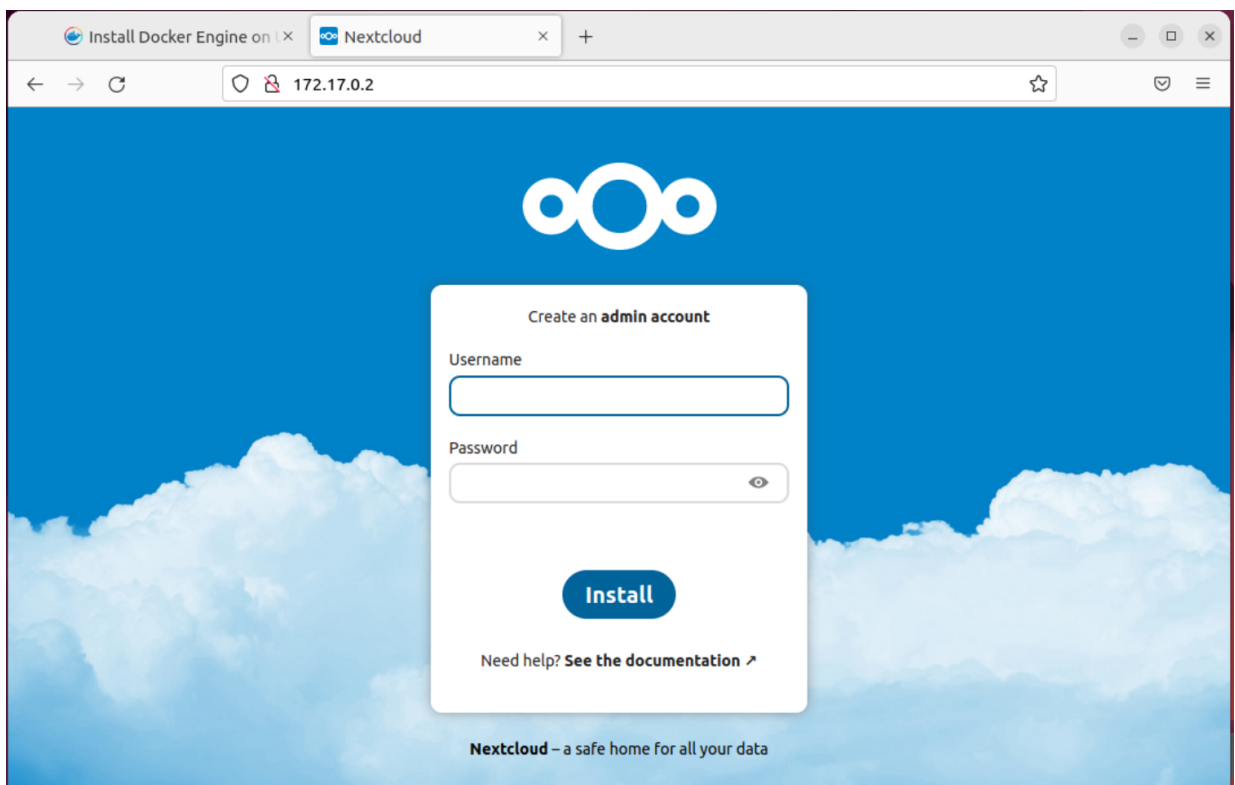 Install Docker Engine on
Nextcloud
172.17.0.2
Create an admin account
Username
Password
Install
Need help? See the documentation ↗
Nextcloud – a safe home for all your data